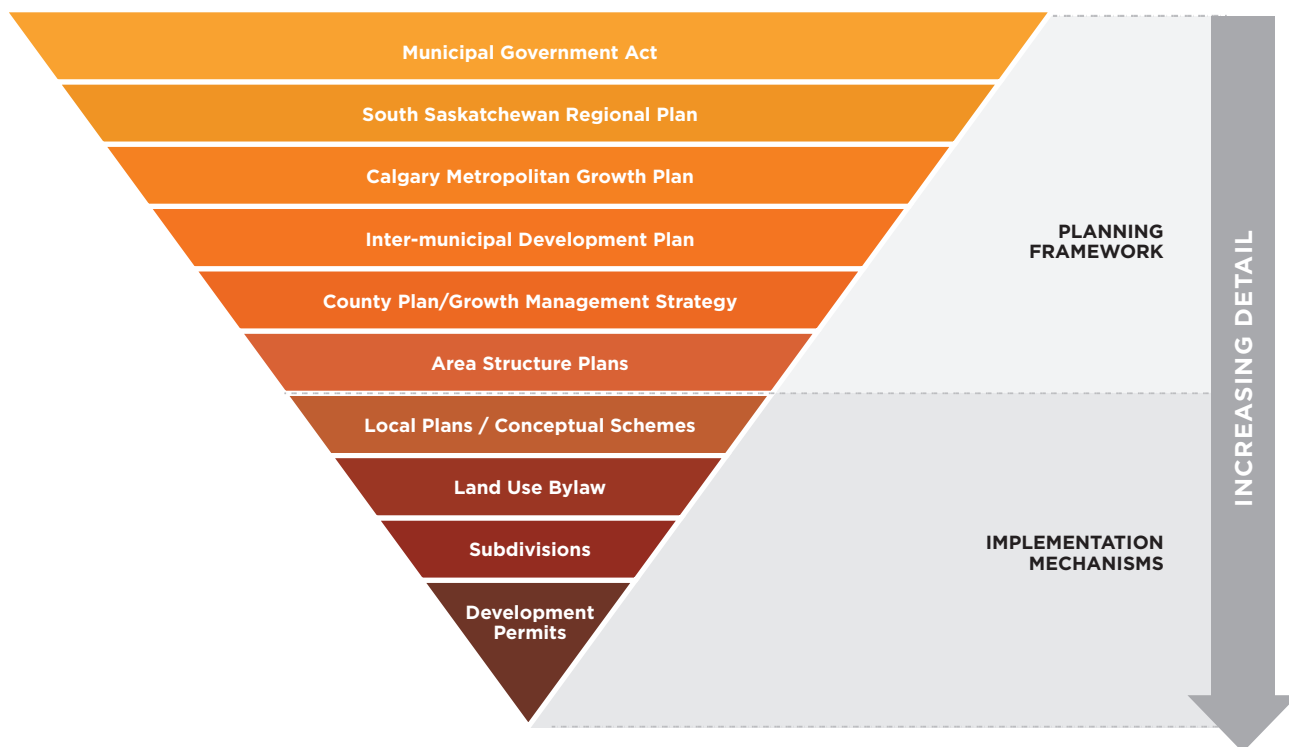 Municipal Government Act
South Saskatchewan Regional Plan
Calgary Metropolitan Growth Plan
Inter-municipal Development Plan
County Plan/Growth Management Strategy
Area Structure Plans
Local Plans / Conceptual Schemes
Land Use Bylaw
Subdivisions
Development
Permits
PLANNING
FRAMEWORK
IMPLEMENTATION
MECHANISMS
INCREASING DETAIL